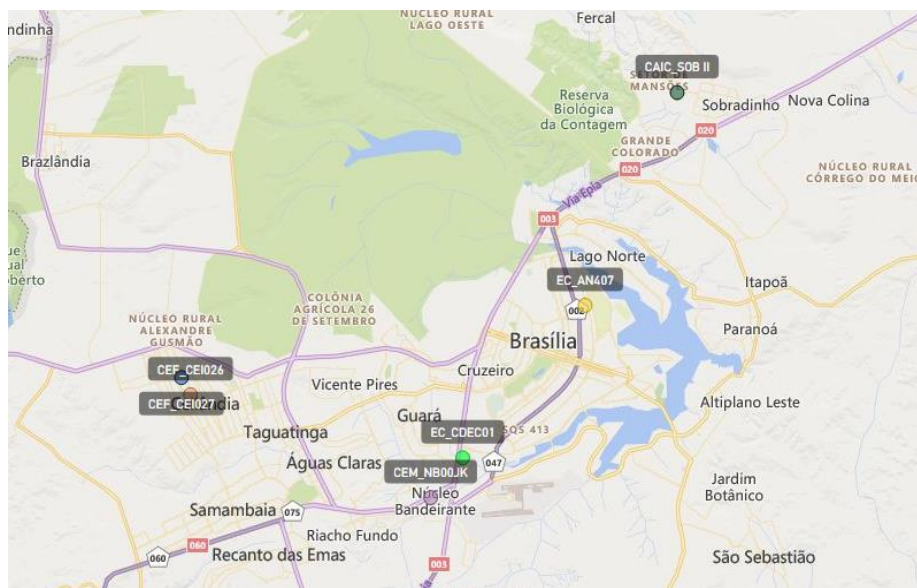 NÚCLEO RURAL
LAGO OESTE
Fercal
ndinha
CAIC_SOB II
SETOR DE
MANSÕES
Sobradinho
Nova Colina
Reserva
Biológica
da Contagem
020
GRANDE
COLORADO
020
Brazlândia
NÚCLEO RURAL
CÓRREGO DO MEIO
Via Epia
003
Lago Norte
que
ual
oberto
EC_AN407
Itapoã
COLÔNIA
AGRÍCOLA 26
DE SETEMBRO
002
NÚCLEO RURAL
ALEXANDRE
GUSMÃO
Paranoá
Brasília
CEF_CEI026
Cruzeiro
Vicente Pires
CEF_CEI027
Altiplano Leste
Guará
EC_CDEC01
SQS 413
Taguatinga
Águas Claras
CEM_NB00JK
047
Jardim
Botânico
Núcleo
Bandeirante
Samambaia
075
Riacho Fundo
060
060
Recanto das Emas
003
São Sebastião